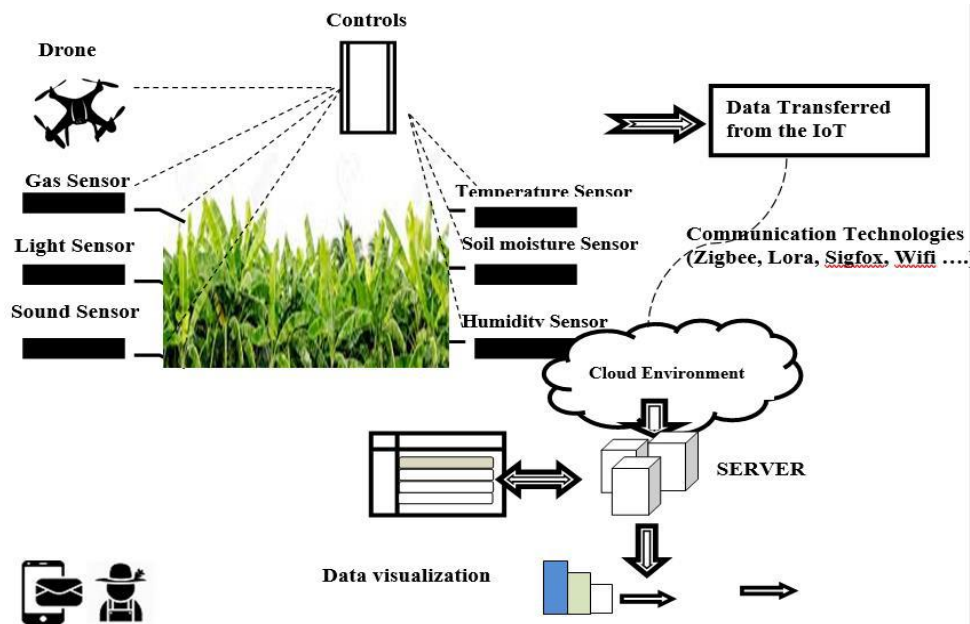 Controls
Drone
Data Transferred
from the IoT
Gas Sensor
Temperature Sensor
Light Sensor
Soil moisture Sensor
Communication Technologies
(Zigbee, Lora, Sigfox, Wifi ….)
Sound Sensor
Humidity Sensor
Cloud Environment
SERVER
Data visualization